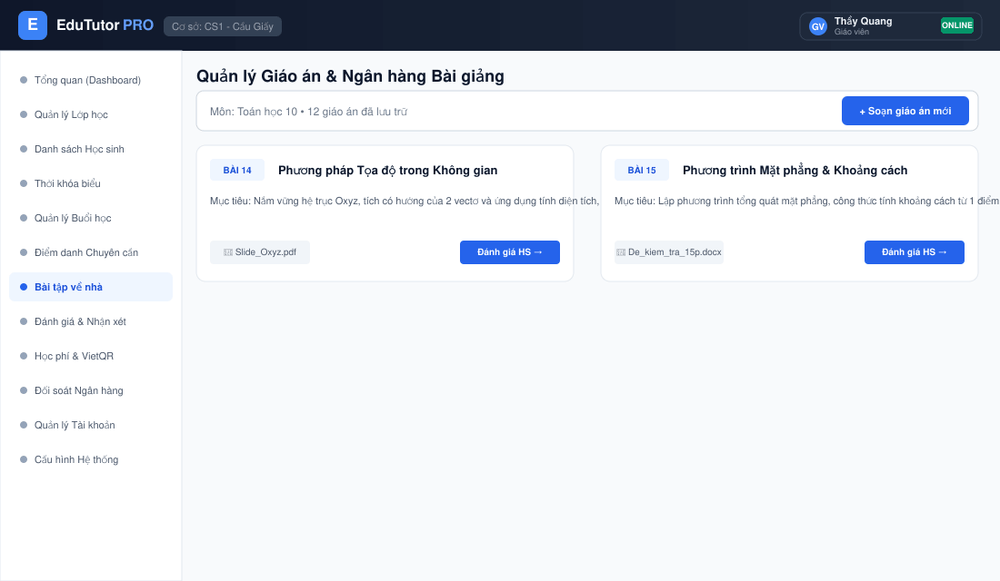 E EduTutor PRO Cơ sở: CS1 - Cầu Giấy
GV Thầy Quang
Giáo viên
ONLINE
Tổng quan (Dashboard)
Quản lý Lớp học
Danh sách Học sinh
Thời khóa biểu
Quản lý Buổi học
Điểm danh Chuyên cần
Bài tập về nhà
Đánh giá & Nhận xét
Học phí & VietQR
Đối soát Ngân hàng
Quản lý Tài khoản
Cấu hình Hệ thống
Quản lý Giáo án & Ngân hàng Bài giảng
Môn: Toán học 10 • 12 giáo án đã lưu trữ
+ Soạn giáo án mới
BÀI 14 Phương pháp Tọa độ trong Không gian
Mục tiêu: Nắm vững hệ trục Oxyz, tích có hướng của 2 vectơ và ứng dụng tính diện tích,
Slide_Oxyz.pdf
Đánh giá HS →
BÀI 15 Phương trình Mặt phẳng & Khoảng cách
Mục tiêu: Lập phương trình tổng quát mặt phẳng, công thức tính khoảng cách từ 1 điểm
De_kiem_tra_15p.docx
Đánh giá HS →